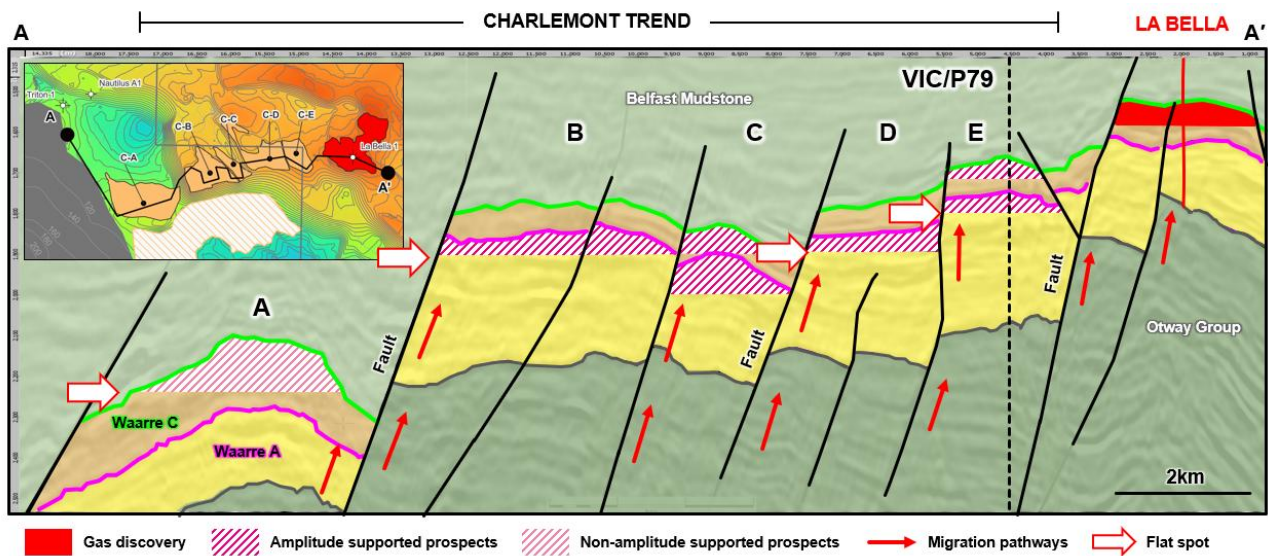 A
CHARLEMONT TREND
LA BELLA
A'
Triton-1
Nautilus A1
A
C-A
C-B
C-C
C-D
C-E
La Bella 1
A'
VIC/P79
Belfast Mudstone
B
C
D
E
A
Fault
Fault
Fault
Waarre C
Waarre A
Otway Group
2km
Gas discovery
Amplitude supported prospects
Non-amplitude supported prospects
Migration pathways
Flat spot